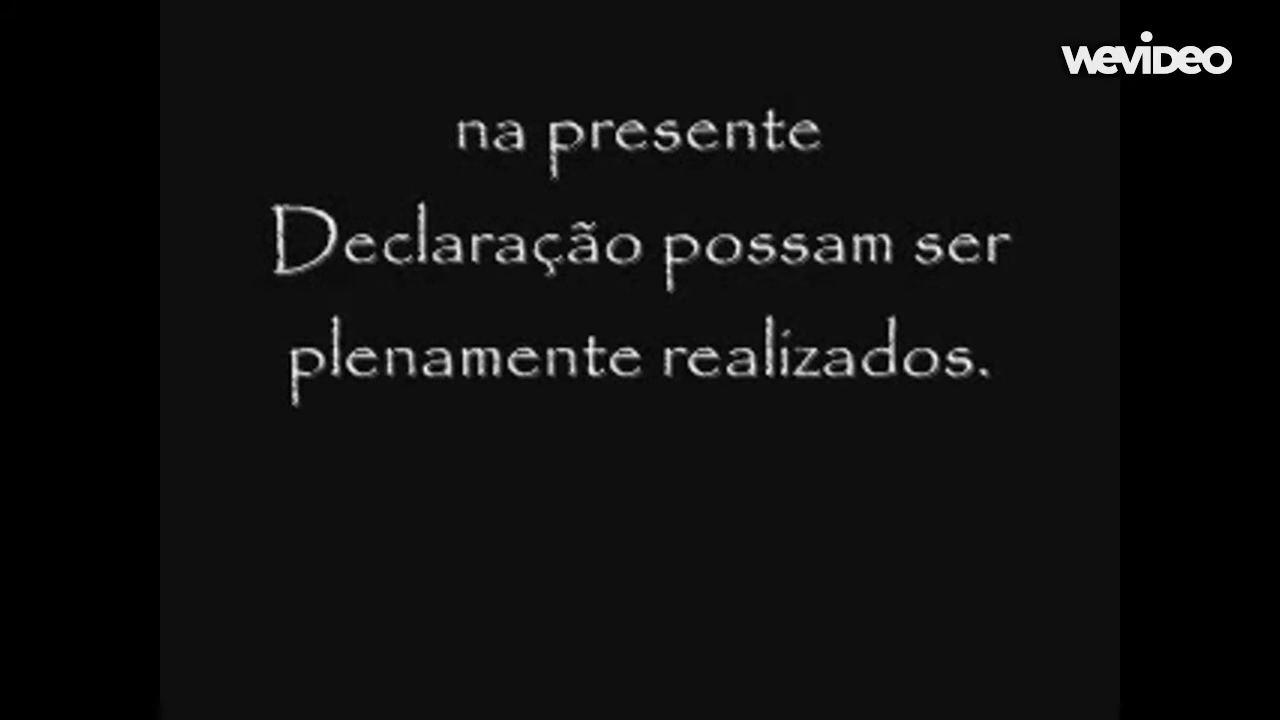 wevideo
na presente
Declaração possam ser
plenamente realizados.